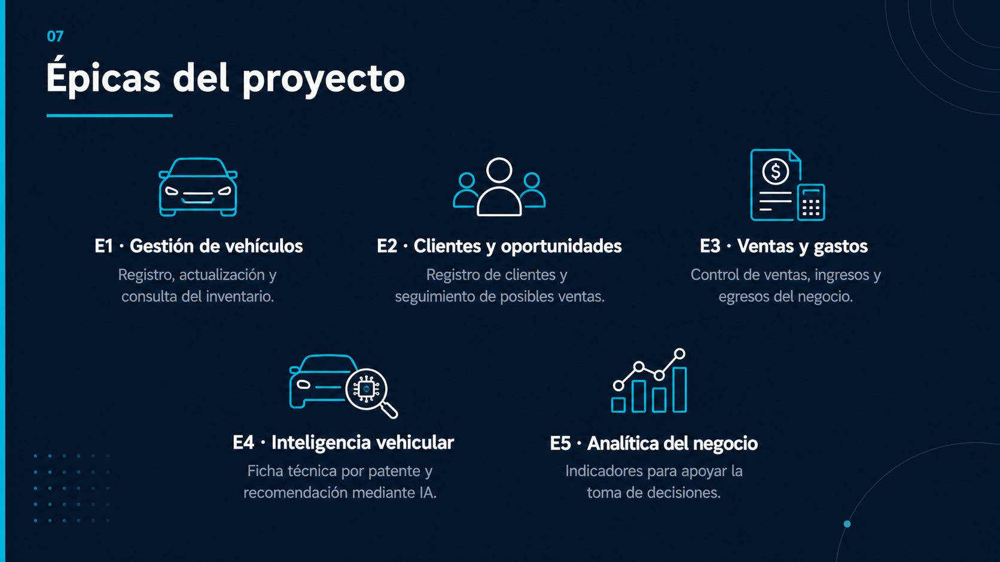 07
Épicas del proyecto
E1 · Gestión de vehículos
Registro, actualización y
consulta del inventario.
E2 · Clientes y oportunidades
Registro de clientes y
seguimiento de posibles ventas.
$
E3 · Ventas y gastos
Control de ventas, ingresos y
egresos del negocio.
E4 · Inteligencia vehicular
Ficha técnica por patente y
recomendación mediante IA.
E5 · Analítica del negocio
Indicadores para apoyar la
toma de decisiones.